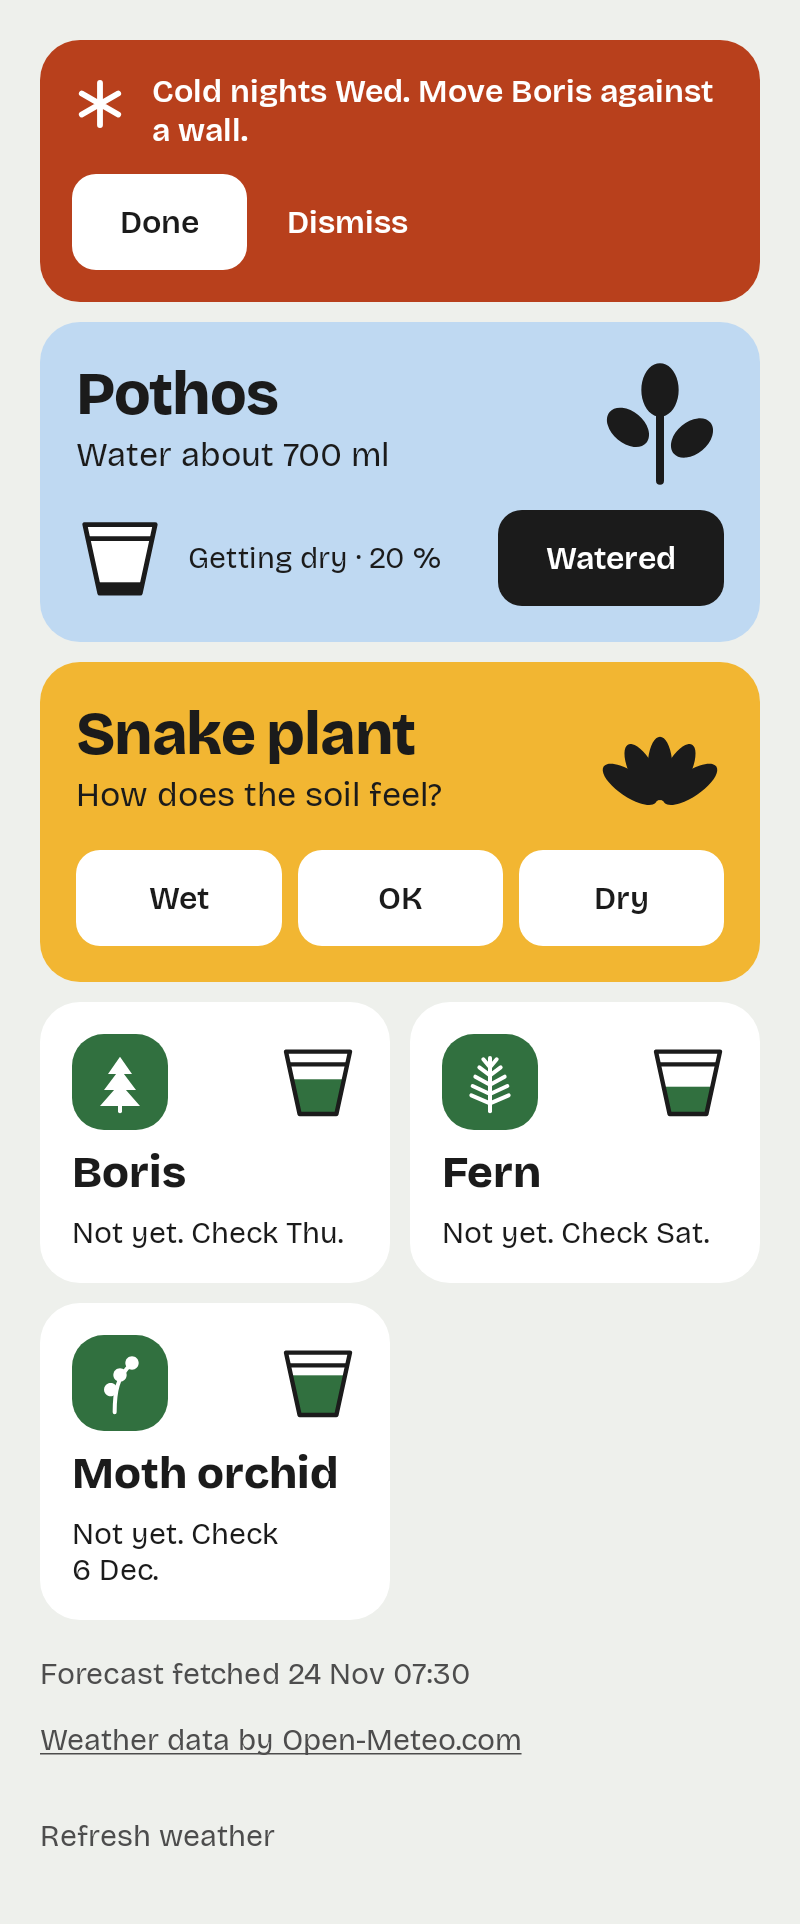 Cold nights Wed. Move Boris against
a wall.
Done
Dismiss
Pothos
Water about 700 ml
Getting dry · 20 %
Watered
Snake plant
How does the soil feel?
Wet
OK
Dry
Boris
Not yet. Check Thu.
Fern
Not yet. Check Sat.
Moth orchid
Not yet. Check
6 Dec.
Forecast fetched 24 Nov 07:30
Weather data by Open-Meteo.com
Refresh weather